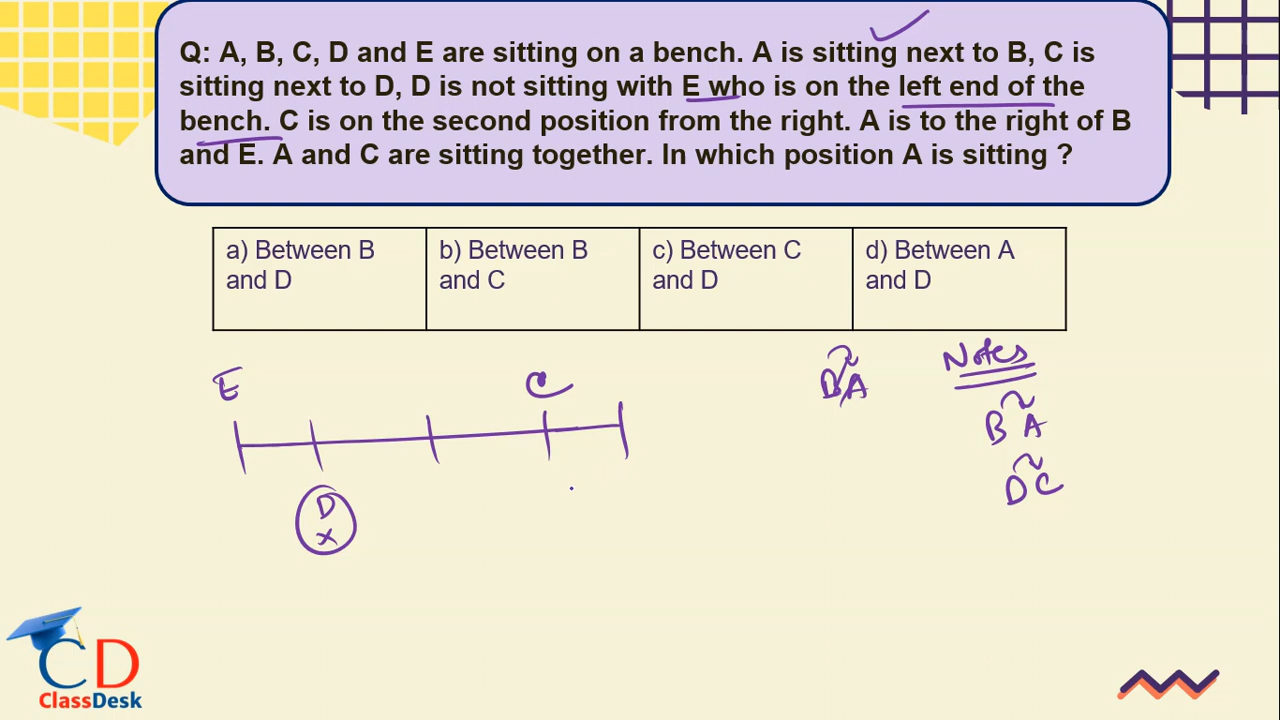 Q: A, B, C, D and E are sitting on a bench. A is sitting next to B, C is
sitting next to D, D is not sitting with E who is on the left end of the
bench. C is on the second position from the right. A is to the right of B
and E. A and C are sitting together. In which position A is sitting ?
a) Between B
and D
b) Between B
and C
c) Between C
and D
d) Between A
and D
E
C
D
x
BA
Notes
B A
D C
CD
ClassDesk